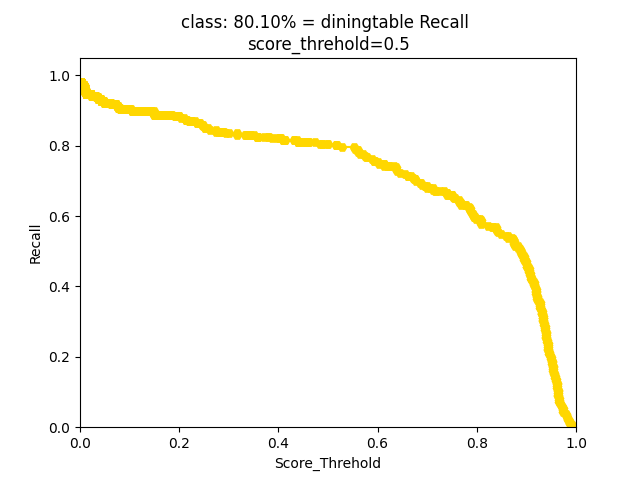 class: 80.10% = diningtable Recall
score_threhold=0.5
Recall
1.0
0.8
0.6
0.4
0.2
0.0
0.0 0.2 0.4 0.6 0.8 1.0
Score_Threhold